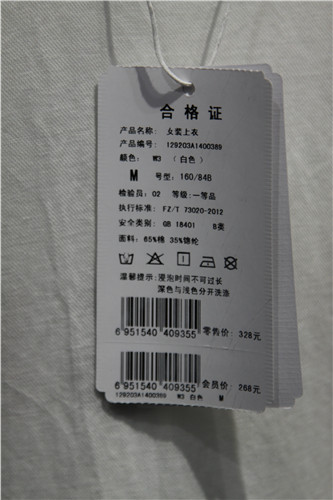 合格证
产品名称: 女装上衣
产品编号: 129203A1400389
颜色: W3 (白色)
M 号型: 160/84B
检验员: 02 等级: 一等品
执行标准: FZ/T 73020-2012
安全类别: GB 18401 B类
面料: 65%棉 35%锦纶
温馨提示: 浸泡时间不可过长
深色与浅色分开洗涤
6 951540 409355 零售价: 328元
6 951540 409355 会员价: 268元
129203A1400389 W3 白色 M